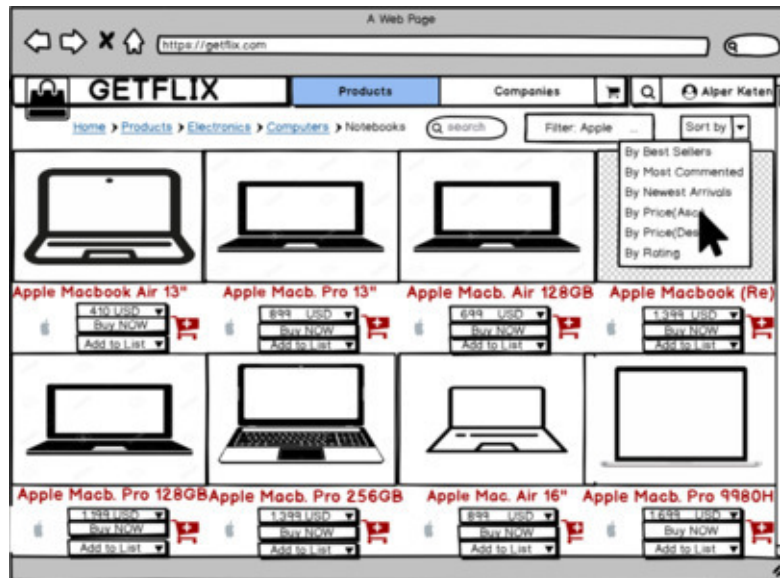 A Web Page
https://getflix.com
GETFLIX
Products
Companies
Alper Keten
Home > Products > Electronics > Computers > Notebooks
search
Filter: Apple ...
Sort by
By Best Sellers
By Most Commented
By Newest Arrivals
By Price(Asc
By Price(Des
By Rating
Apple Macbook Air 13"
Apple Macb. Pro 13"
Apple Macb. Air 128GB
Apple Macbook (Re)
410 USD
Buy NOW
Add to List
899 USD
Buy NOW
Add to List
699 USD
Buy NOW
Add to List
1.399 USD
Buy NOW
Add to List
Apple Macb. Pro 128GB
Apple Macb. Pro 256GB
Apple Mac. Air 16"
Apple Macb. Pro 9980H
1.199 USD
Buy NOW
Add to List
1.399 USD
Buy NOW
Add to List
899 USD
Buy NOW
Add to List
1.699 USD
Buy NOW
Add to List